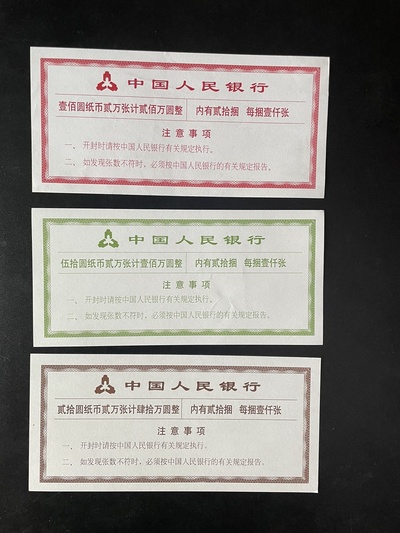 中国人民银行
壹佰圆纸币贰万张计贰佰万圆整 内有贰拾捆 每捆壹仟张
注意事项
一、开封时请按中国人民银行有关规定执行。
二、如发现张数不符时，必须按中国人民银行的有关规定报告。
中国人民银行
伍拾圆纸币贰万张计壹佰万圆整 内有贰拾捆 每捆壹仟张
注意事项
一、开封时请按中国人民银行有关规定执行。
二、如发现张数不符时，必须按中国人民银行的有关规定报告。
中国人民银行
贰拾圆纸币贰万张计肆拾万圆整 内有贰拾捆 每捆壹仟张
注意事项
一、开封时请按中国人民银行有关规定执行。
二、如发现张数不符时，必须按中国人民银行的有关规定报告。